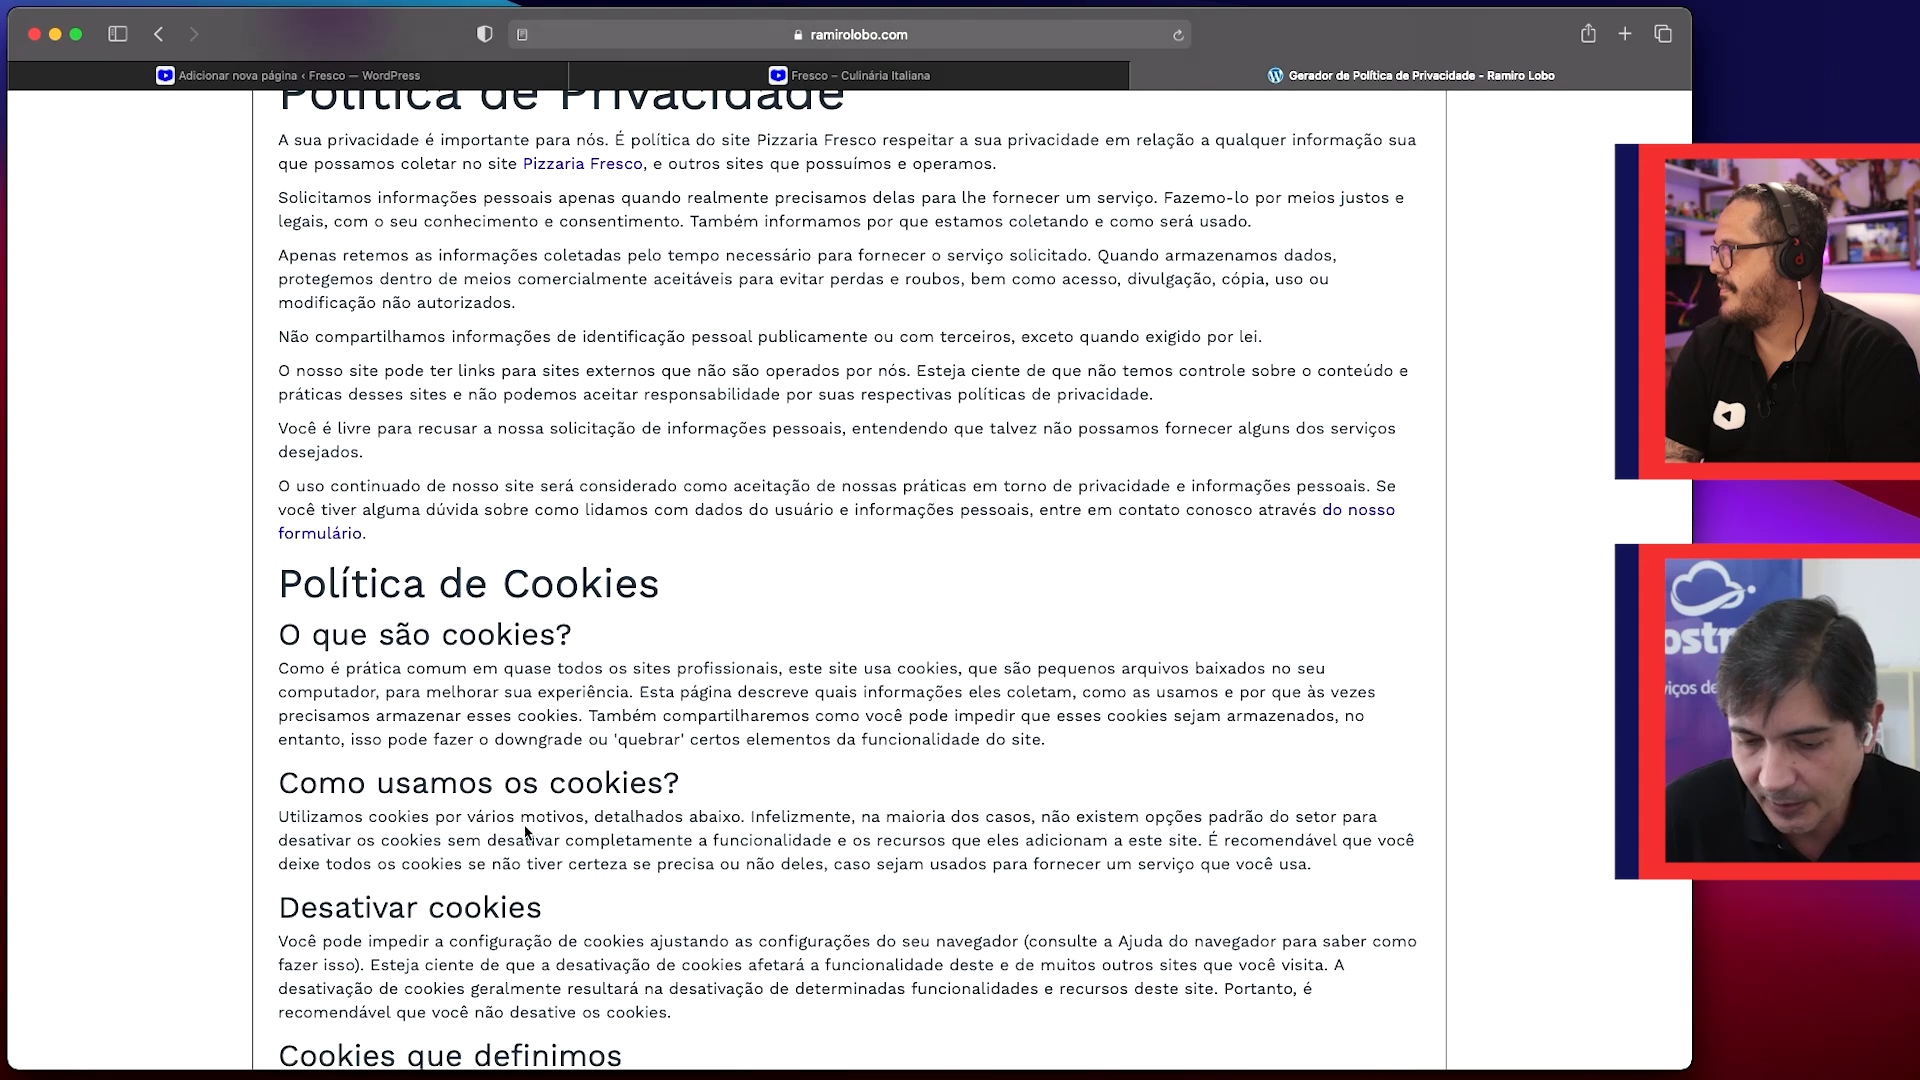 ramirolobo.com
Adicionar nova página ‹ Fresco — WordPress
Fresco – Culinária Italiana
Gerador de Política de Privacidade - Ramiro Lobo
Política de Privacidade
A sua privacidade é importante para nós. É política do site Pizzaria Fresco respeitar a sua privacidade em relação a qualquer informação sua
que possamos coletar no site Pizzaria Fresco, e outros sites que possuímos e operamos.
Solicitamos informações pessoais apenas quando realmente precisamos delas para lhe fornecer um serviço. Fazemo-lo por meios justos e
legais, com o seu conhecimento e consentimento. Também informamos por que estamos coletando e como será usado.
Apenas retemos as informações coletadas pelo tempo necessário para fornecer o serviço solicitado. Quando armazenamos dados,
protegemos dentro de meios comercialmente aceitáveis para evitar perdas e roubos, bem como acesso, divulgação, cópia, uso ou
modificação não autorizados.
Não compartilhamos informações de identificação pessoal publicamente ou com terceiros, exceto quando exigido por lei.
O nosso site pode ter links para sites externos que não são operados por nós. Esteja ciente de que não temos controle sobre o conteúdo e
práticas desses sites e não podemos aceitar responsabilidade por suas respectivas políticas de privacidade.
Você é livre para recusar a nossa solicitação de informações pessoais, entendendo que talvez não possamos fornecer alguns dos serviços
desejados.
O uso continuado de nosso site será considerado como aceitação de nossas práticas em torno de privacidade e informações pessoais. Se
você tiver alguma dúvida sobre como lidamos com dados do usuário e informações pessoais, entre em contato conosco através do nosso
formulário.
Política de Cookies
O que são cookies?
Como é prática comum em quase todos os sites profissionais, este site usa cookies, que são pequenos arquivos baixados no seu
computador, para melhorar sua experiência. Esta página descreve quais informações eles coletam, como as usamos e por que às vezes
precisamos armazenar esses cookies. Também compartilharemos como você pode impedir que esses cookies sejam armazenados, no
entanto, isso pode fazer o downgrade ou 'quebrar' certos elementos da funcionalidade do site.
Como usamos os cookies?
Utilizamos cookies por vários motivos, detalhados abaixo. Infelizmente, na maioria dos casos, não existem opções padrão do setor para
desativar os cookies sem desativar completamente a funcionalidade e os recursos que eles adicionam a este site. É recomendável que você
deixe todos os cookies se não tiver certeza se precisa ou não deles, caso sejam usados para fornecer um serviço que você usa.
Desativar cookies
Você pode impedir a configuração de cookies ajustando as configurações do seu navegador (consulte a Ajuda do navegador para saber como
fazer isso). Esteja ciente de que a desativação de cookies afetará a funcionalidade deste e de muitos outros sites que você visita. A
desativação de cookies geralmente resultará na desativação de determinadas funcionalidades e recursos deste site. Portanto, é
recomendável que você não desative os cookies.
Cookies que definimos